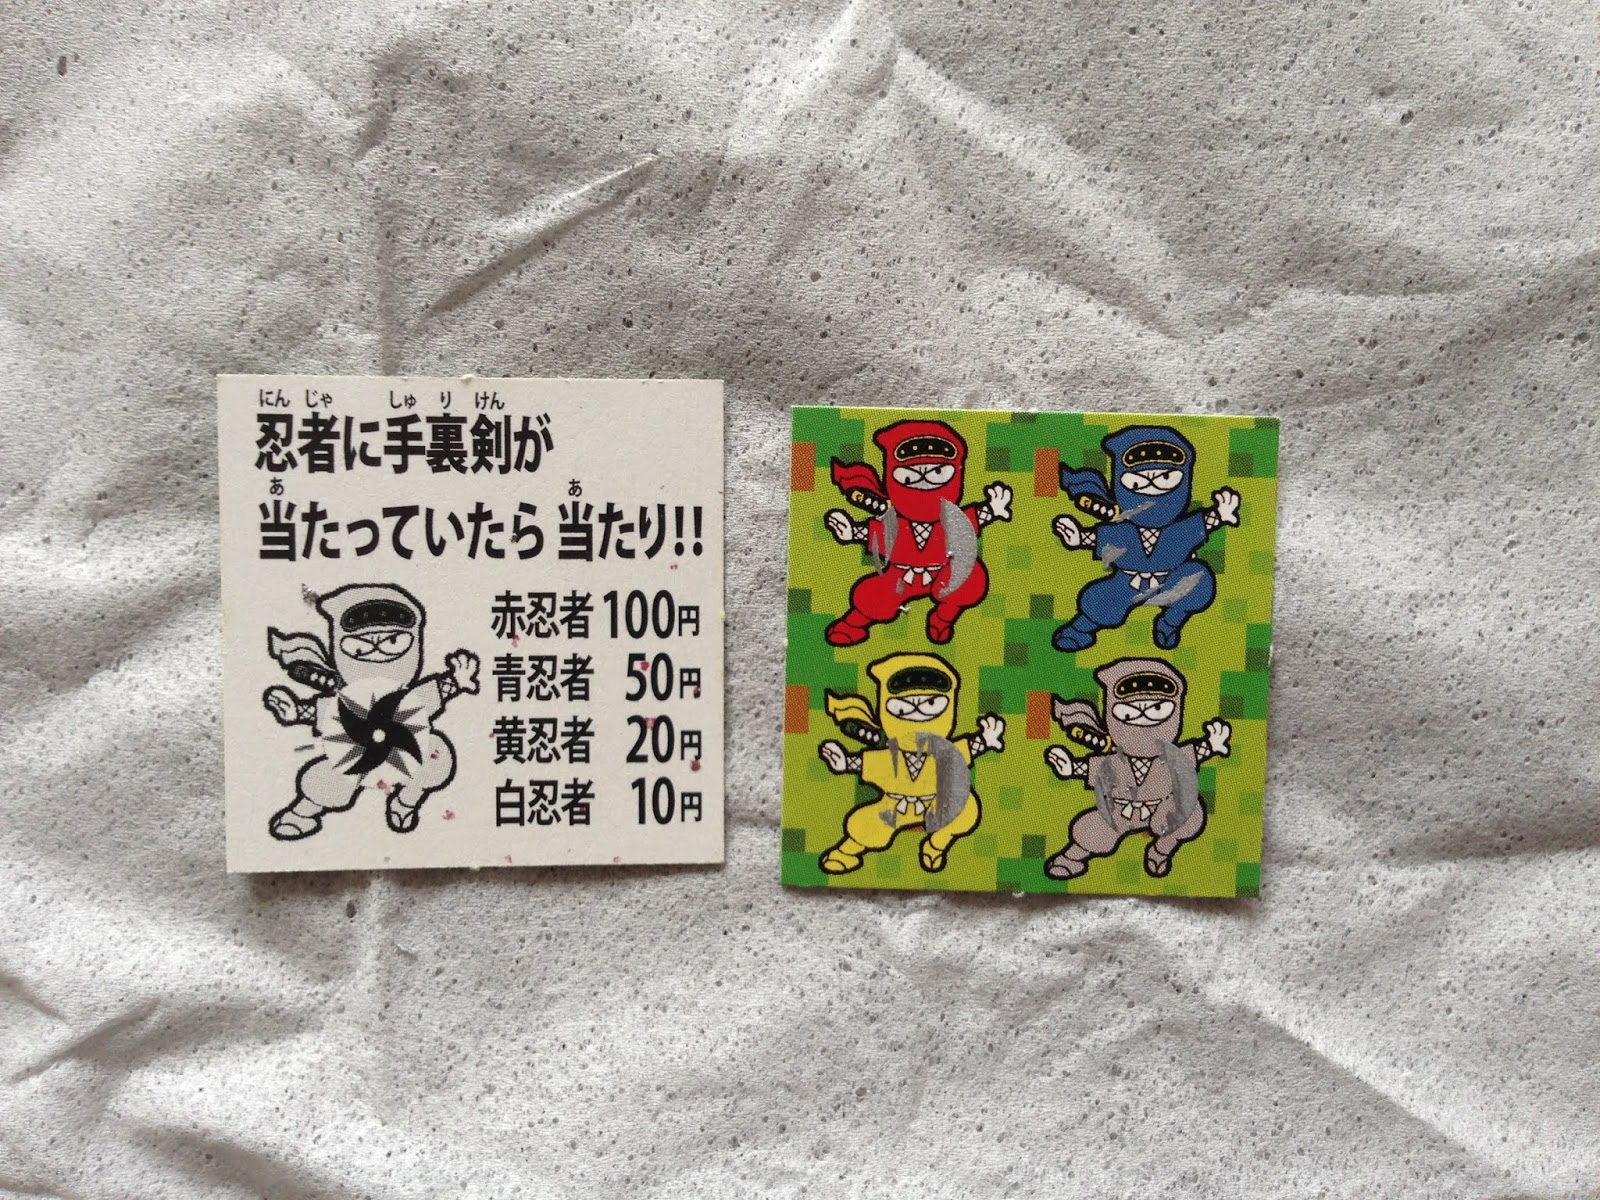 にんじゃ しゅりけん
忍者に手裏剣が
あ あ
当たっていたら当たり!!
赤忍者 100円
青忍者 50円
黄忍者 20円
白忍者 10円